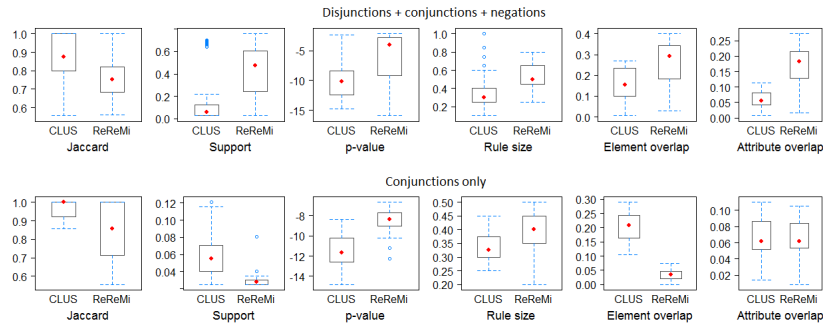 Disjunctions + conjunctions + negations
1.0
0.9
0.8
0.7
0.6
CLUS ReReMi
Jaccard
0.6
0.4
0.2
0.0
CLUS ReReMi
Support
-5
-10
-15
CLUS ReReMi
p-value
1.0
0.8
0.6
0.4
0.2
CLUS ReReMi
Rule size
0.4
0.3
0.2
0.1
0.0
CLUS ReReMi
Element overlap
0.25
0.20
0.15
0.10
0.05
0.00
CLUS ReReMi
Attribute overlap
Conjunctions only
1.0
0.9
0.8
0.7
0.6
CLUS ReReMi
Jaccard
0.12
0.10
0.08
0.06
0.04
CLUS ReReMi
Support
-8
-10
-12
-14
CLUS ReReMi
p-value
0.50
0.45
0.40
0.35
0.30
0.25
0.20
CLUS ReReMi
Rule size
0.30
0.25
0.20
0.15
0.10
0.05
0.00
CLUS ReReMi
Element overlap
0.10
0.08
0.06
0.04
0.02
CLUS ReReMi
Attribute overlap